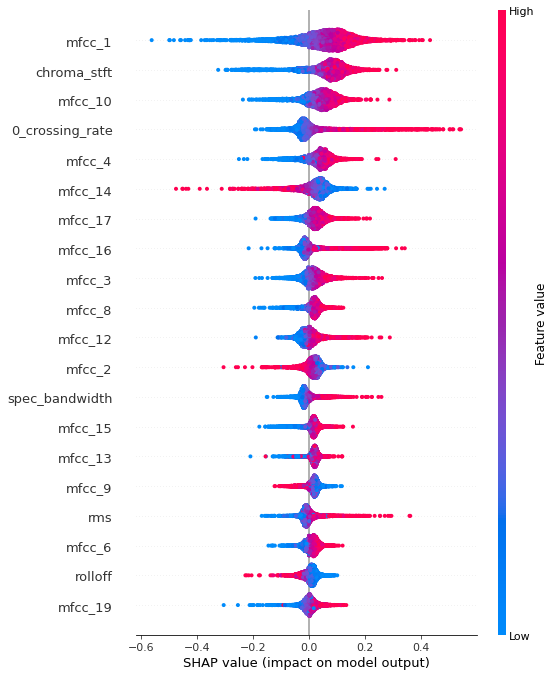 High
mfcc_1
chroma_stft
mfcc_10
0_crossing_rate
mfcc_4
mfcc_14
mfcc_17
mfcc_16
mfcc_3
mfcc_8
mfcc_12
mfcc_2
spec_bandwidth
mfcc_15
mfcc_13
mfcc_9
rms
mfcc_6
rolloff
mfcc_19
Feature value
Low
−0.6 −0.4 −0.2 0.0 0.2 0.4
SHAP value (impact on model output)